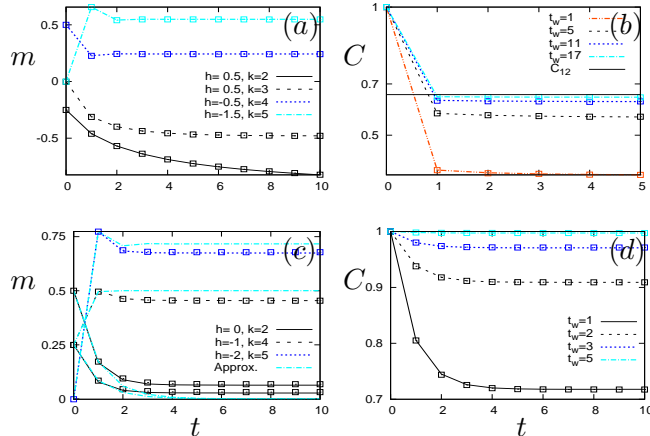 (a)
m
0.5
0
-0.5
h= 0.5, k=2
h= 0.5, k=3
h=-0.5, k=4
h=-1.5, k=5
0 2 4 6 8 10
(b)
C
1
0.7
0.5
t_w=1
t_w=5
t_w=11
t_w=17
C_12
0 1 2 3 4 5
(c)
m
0.75
0.5
0.25
0
h= 0, k=2
h=-1, k=4
h=-2, k=5
Approx.
0 2 4 6 8 10
t
(d)
C
1
0.9
0.8
0.7
t_w=1
t_w=2
t_w=3
t_w=5
0 2 4 6 8 10
t